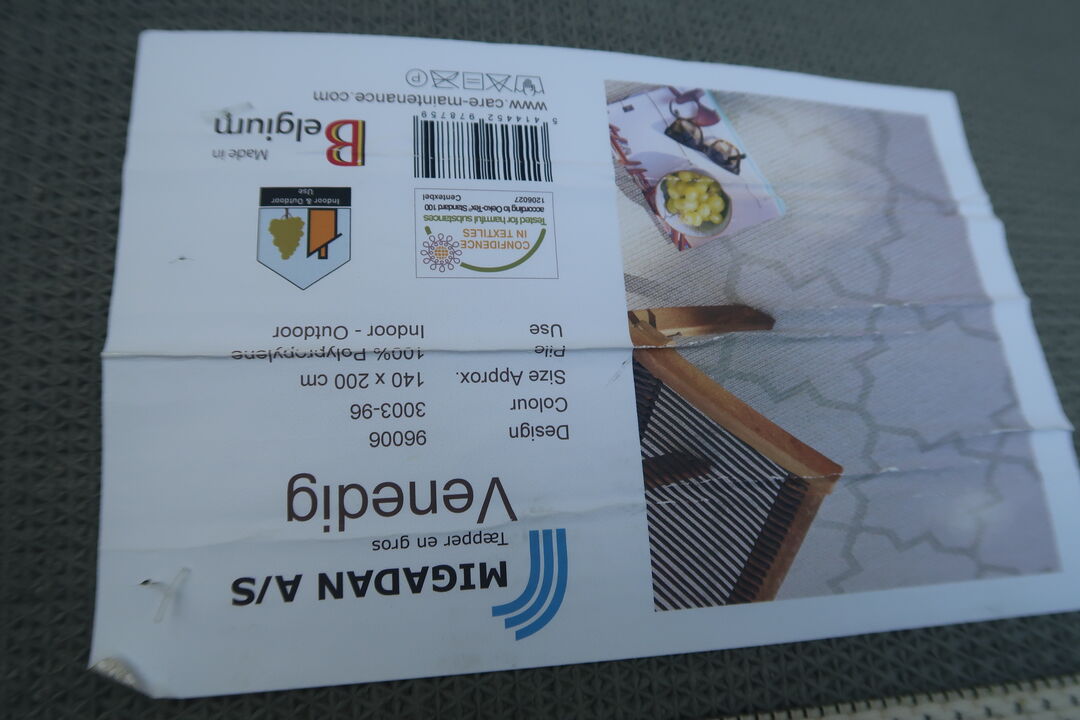 MIGADAN A/S
Tæpper en gros
Venedig
Design 96006
Colour 3003-96
Size Approx. 140 x 200 cm
Pile 100% Polypropylene
Use Indoor - Outdoor
CONFIDENCE
IN TEXTILES
Tested for harmful substances
according to Oeko-Tex® Standard 100
1206027 Centexbel
Indoor & Outdoor
Use
Made in
Belgium
5 414452 978759
www.care-maintenance.com
P